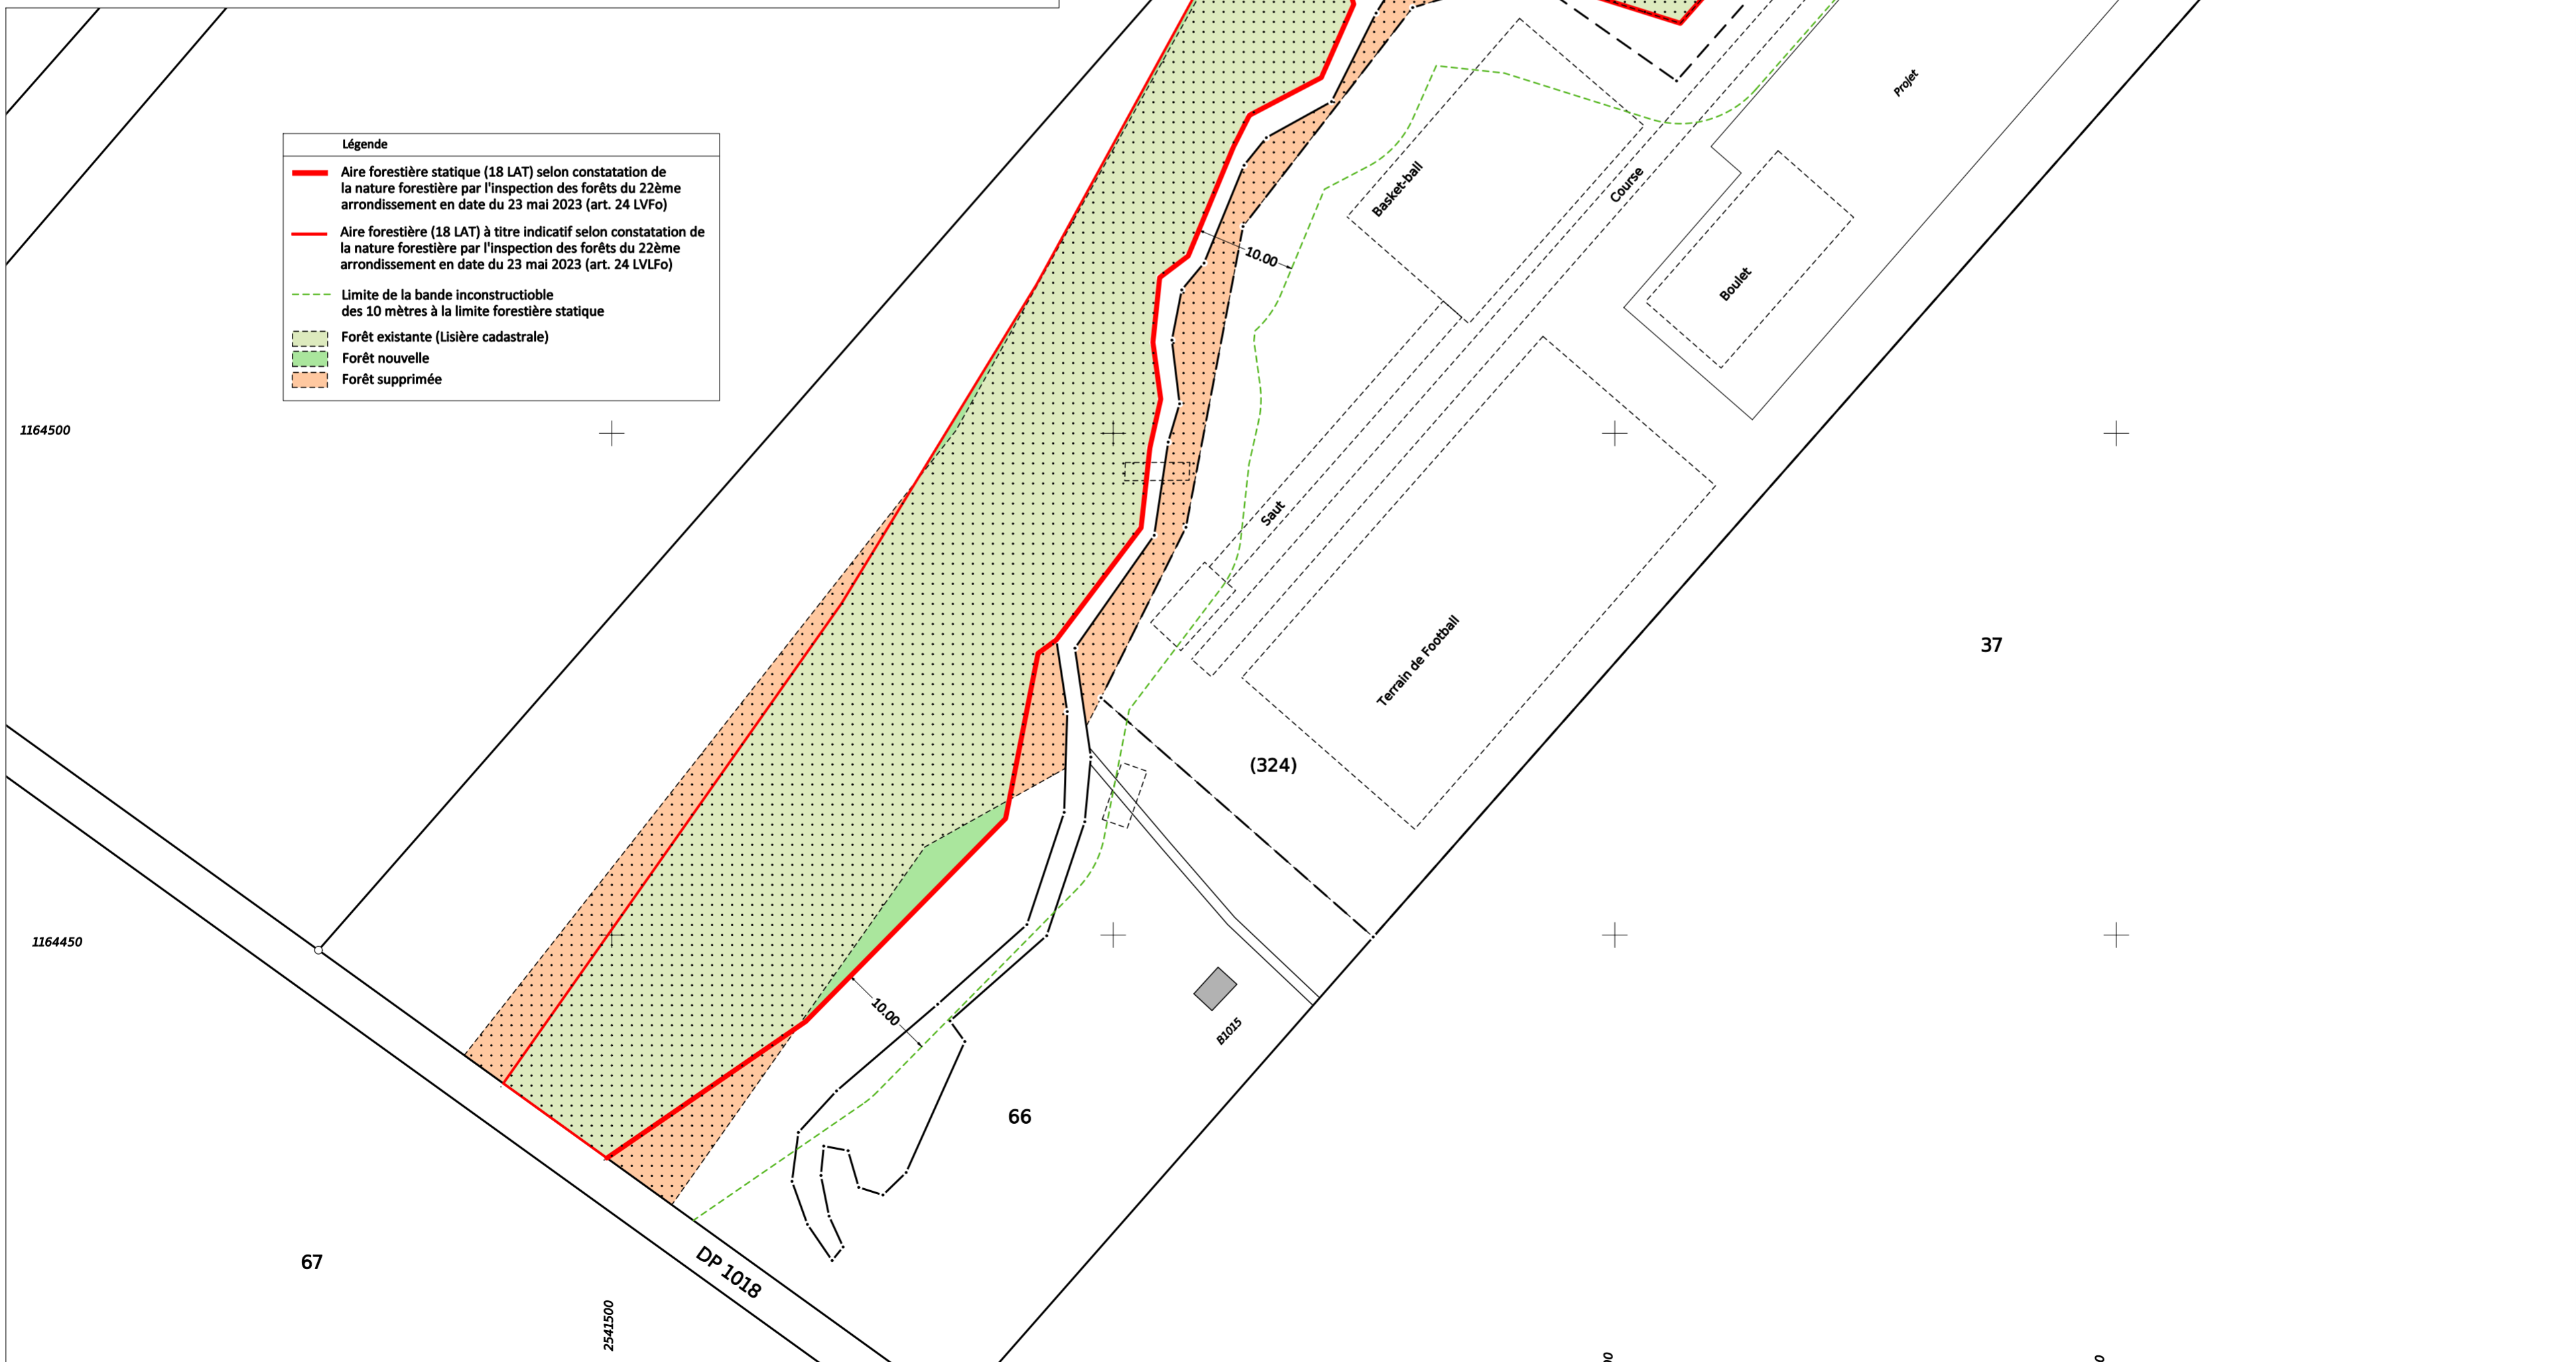 Légende
Aire forestière statique (18 LAT) selon constatation de
la nature forestière par l'inspection des forêts du 22ème
arrondissement en date du 23 mai 2023 (art. 24 LVFo)
Aire forestière (18 LAT) à titre indicatif selon constatation de
la nature forestière par l'inspection des forêts du 22ème
arrondissement en date du 23 mai 2023 (art. 24 LVLFo)
Limite de la bande inconstructioble
des 10 mètres à la limite forestière statique
Forêt existante (Lisière cadastrale)
Forêt nouvelle
Forêt supprimée
Projet
Basket-ball
Course
10.00
Boulet
1164500
Saut
Terrain de Football
37
(324)
1164450
10.00
B1015
66
67
DP 1018
2541500